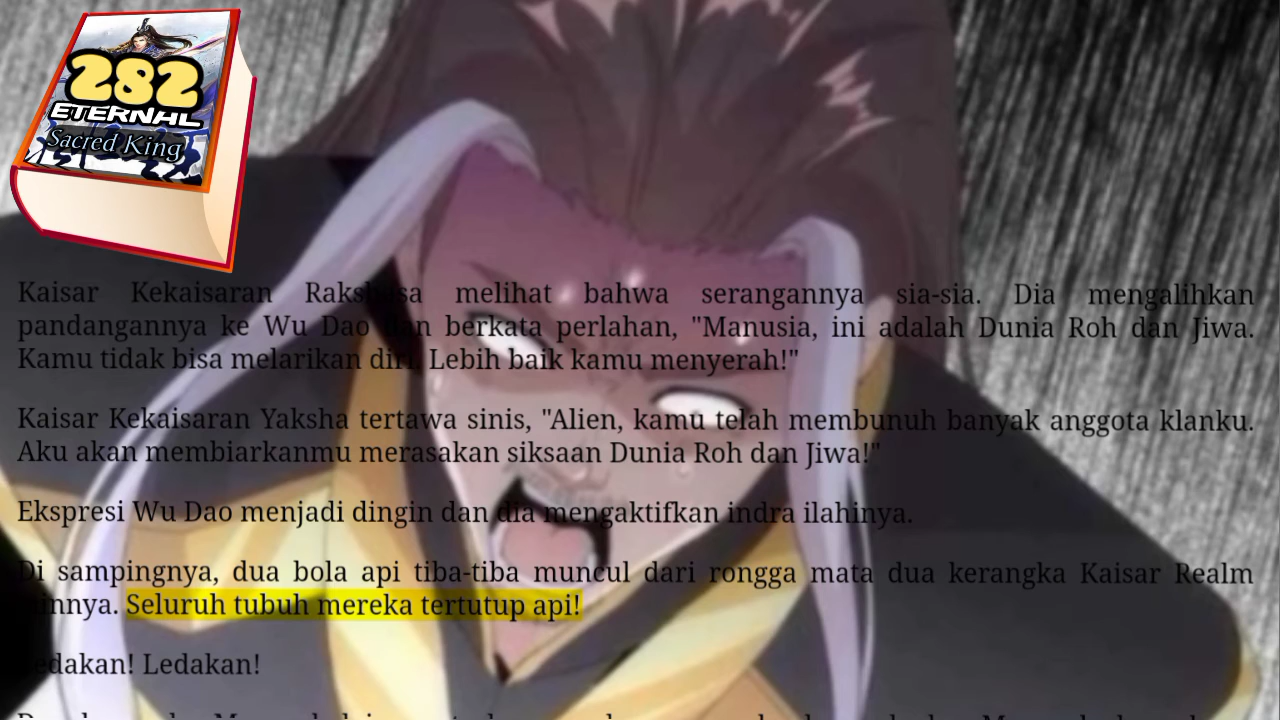 282
ETERNAL
Sacred King
Kaisar Kekaisaran Rakshasa melihat bahwa serangannya sia-sia. Dia mengalihkan
pandangannya ke Wu Dao dan berkata perlahan, "Manusia, ini adalah Dunia Roh dan Jiwa.
Kamu tidak bisa melarikan diri. Lebih baik kamu menyerah!"
Kaisar Kekaisaran Yaksha tertawa sinis, "Alien, kamu telah membunuh banyak anggota klanku.
Aku akan membiarkanmu merasakan siksaan Dunia Roh dan Jiwa!"
Ekspresi Wu Dao menjadi dingin dan dia mengaktifkan indra ilahinya.
Di sampingnya, dua bola api tiba-tiba muncul dari rongga mata dua kerangka Kaisar Realm
lainnya. Seluruh tubuh mereka tertutup api!
Ledakan! Ledakan!